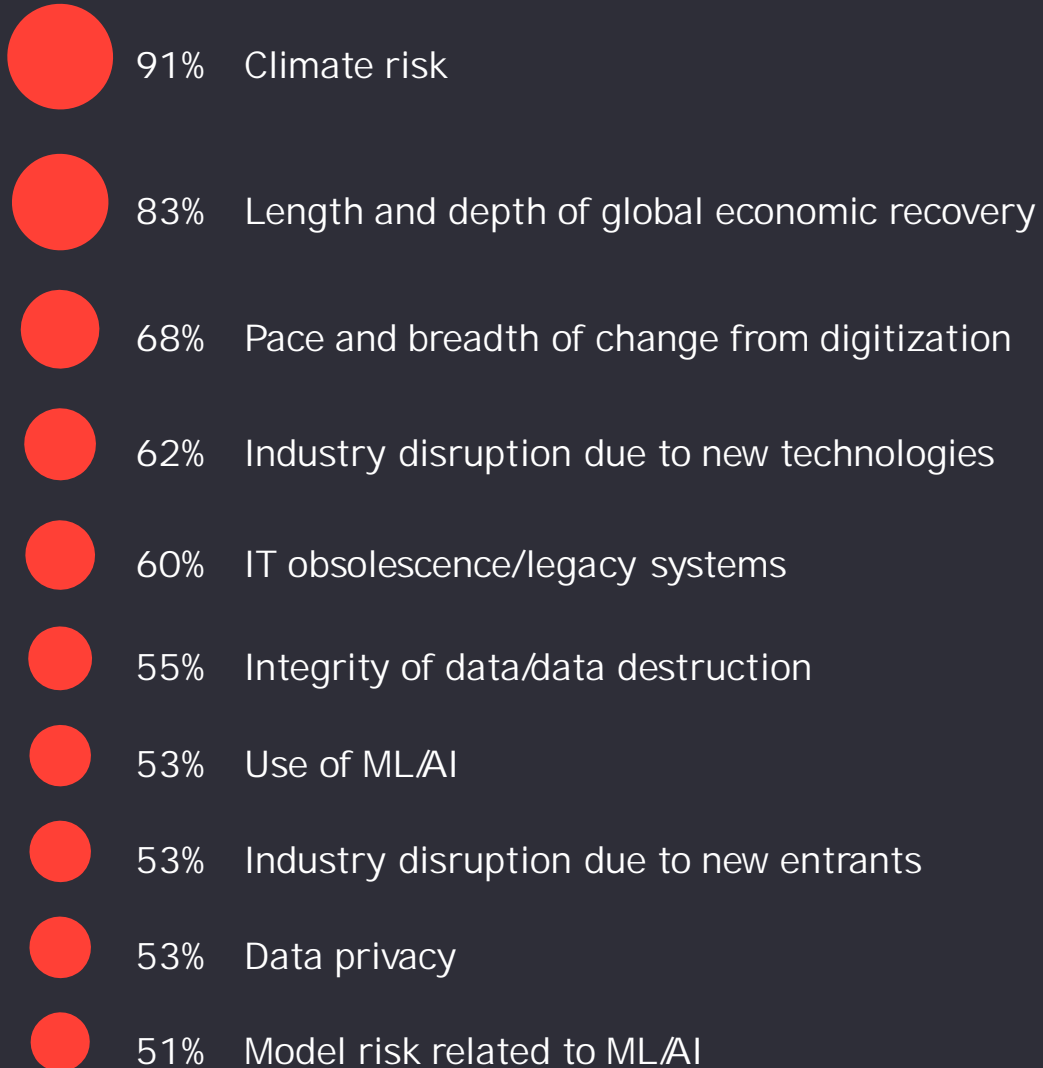 91% Climate risk
83% Length and depth of global economic recovery
68% Pace and breadth of change from digitization
62% Industry disruption due to new technologies
60% IT obsolescence/legacy systems
55% Integrity of data/data destruction
53% Use of ML/AI
53% Industry disruption due to new entrants
53% Data privacy
51% Model risk related to ML/AI